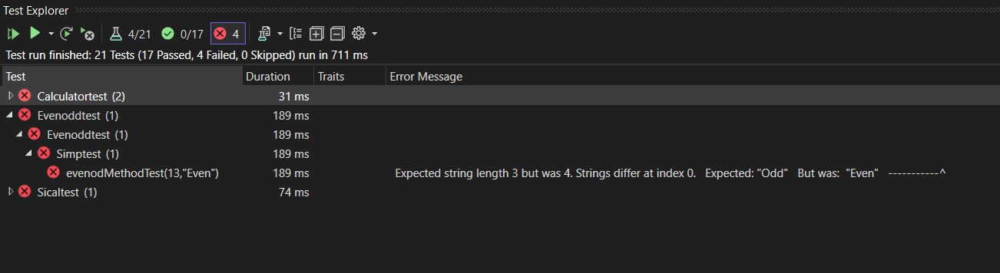 Test Explorer
4/21 0/17 4
Test run finished: 21 Tests (17 Passed, 4 Failed, 0 Skipped) run in 711 ms
Test Duration Traits Error Message
Calculatortest (2) 31 ms
Evenoddtest (1) 189 ms
Evenoddtest (1) 189 ms
Simptest (1) 189 ms
evenodMethodTest(13,"Even") 189 ms Expected string length 3 but was 4. Strings differ at index 0. Expected: "Odd" But was: "Even" -----------^
Sicaltest (1) 74 ms